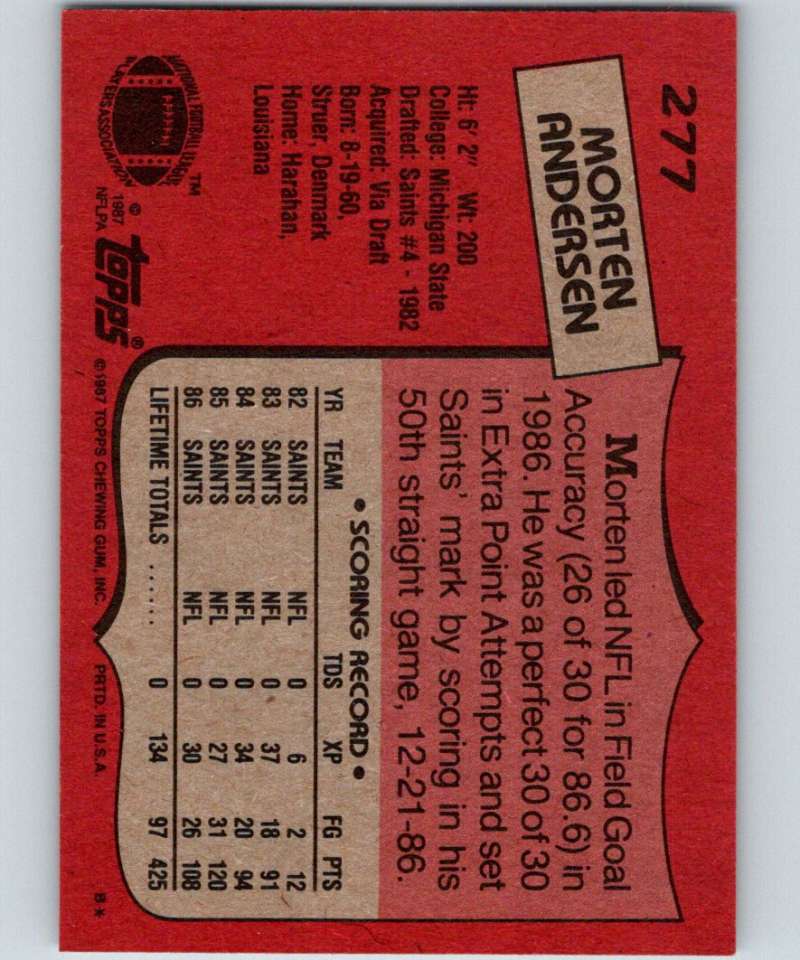 277
MORTEN
ANDERSEN
Ht: 6' 2" Wt: 200
College: Michigan State
Drafted: Saints #4 - 1982
Acquired: Via Draft
Born: 8-19-60,
Struer, Denmark
Home: Harahan,
Louisiana
NATIONAL FOOTBALL LEAGUE
PLAYERS ASSOCIATION
™
© 1987
NFLPA
topps®
Morten led NFL in Field Goal
Accuracy (26 of 30 for 86.6) in
1986. He was a perfect 30 of 30
in Extra Point Attempts and set
Saints' mark by scoring in his
50th straight game, 12-21-86.
• SCORING RECORD •
YR TEAM TDS XP FG PTS
82 SAINTS NFL 0 6 2 12
83 SAINTS NFL 0 37 18 91
84 SAINTS NFL 0 34 20 94
85 SAINTS NFL 0 27 31 120
86 SAINTS NFL 0 30 26 108
LIFETIME TOTALS ...... 0 134 97 425
© 1987 TOPPS CHEWING GUM, INC. PRTD. IN U.S.A. B*